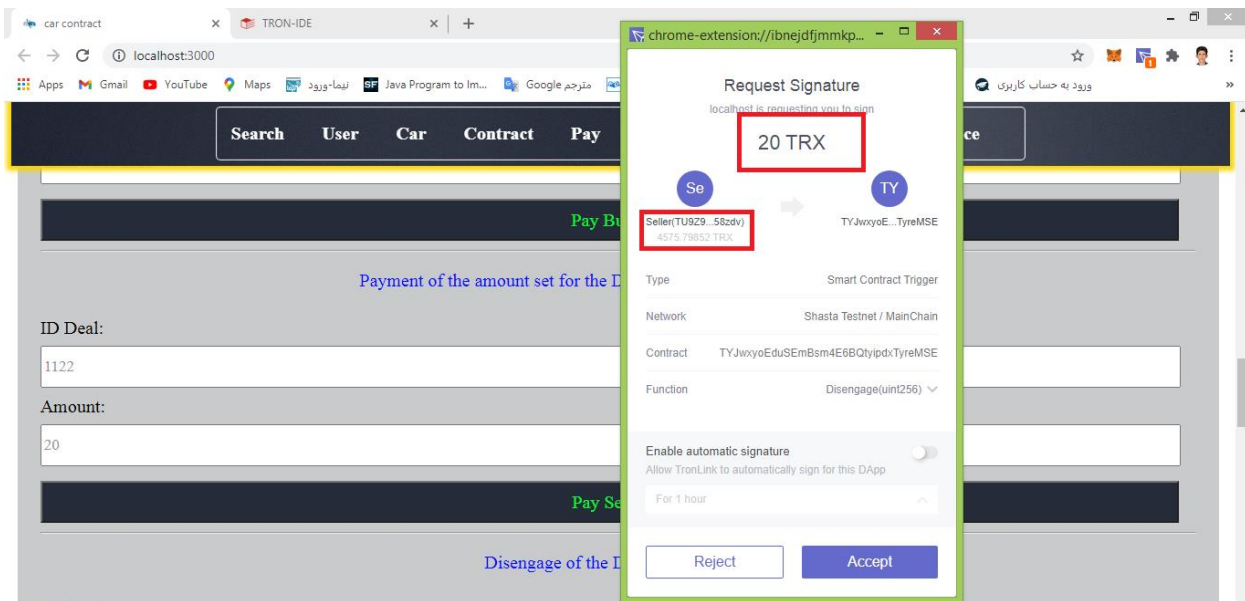 car contract
TRON-IDE
chrome-extension://ibnejdfjmmkp...
localhost:3000
Apps
Gmail
YouTube
Maps
نیما-ورود
Java Program to Im...
مترجم Google
ورود به حساب کاربری
Search User Car Contract Pay
ce
Request Signature
localhost is requesting you to sign
20 TRX
Se
TY
Seller(TU9Z9...58zdv)
TYJwxyoE...TyreMSE
4575.79852 TRX
Pay Bu
Payment of the amount set for the D
Type Smart Contract Trigger
Network Shasta Testnet / MainChain
Contract TYJwxyoEduSEmBsm4E6BQtyipdxTyreMSE
Function Disengage(uint256)
ID Deal:
1122
Amount:
20
Enable automatic signature
Allow TronLink to automatically sign for this DApp
For 1 hour
Pay Se
Disengage of the D
Reject
Accept